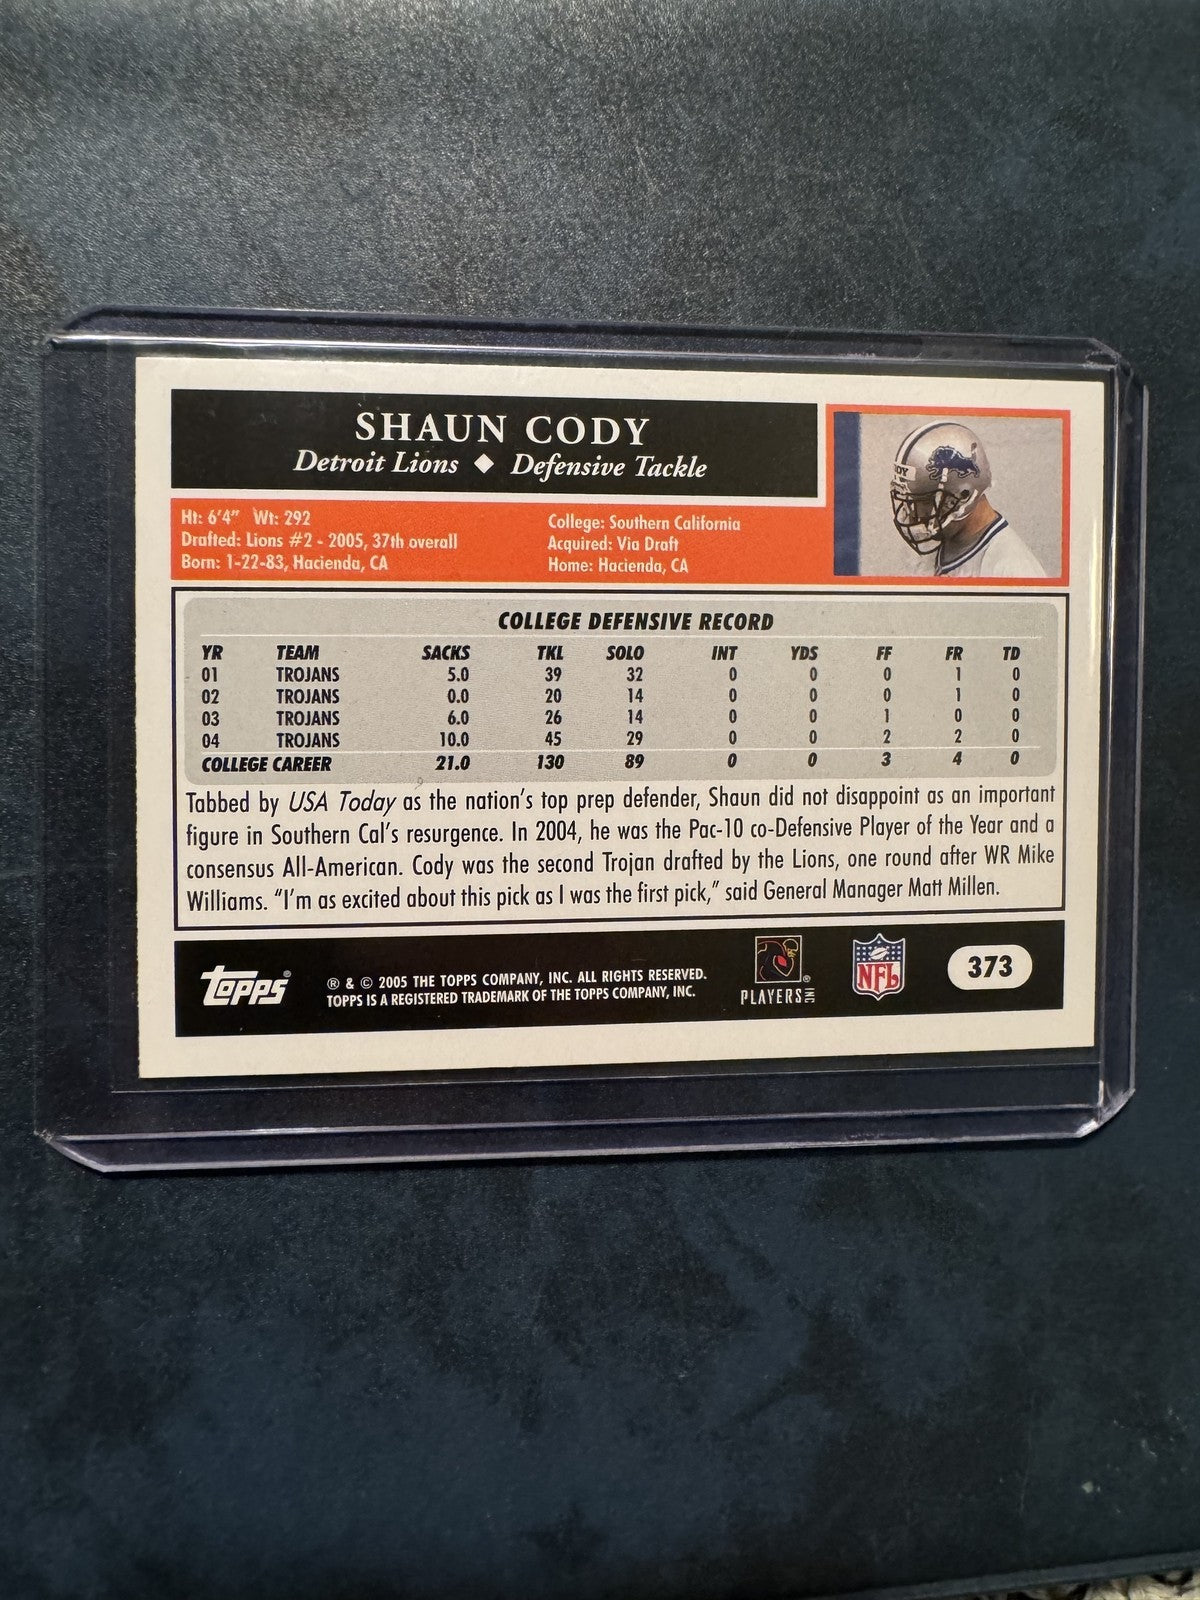 SHAUN CODY
Detroit Lions ◆ Defensive Tackle
Ht: 6'4" Wt: 292
Drafted: Lions #2 - 2005, 37th overall
Born: 1-22-83, Hacienda, CA
College: Southern California
Acquired: Via Draft
Home: Hacienda, CA
COLLEGE DEFENSIVE RECORD
YR TEAM SACKS TKL SOLO INT YDS FF FR TD
01 TROJANS 5.0 39 32 0 0 0 1 0
02 TROJANS 0.0 20 14 0 0 0 1 0
03 TROJANS 6.0 26 14 0 0 1 0 0
04 TROJANS 10.0 45 29 0 0 2 2 0
COLLEGE CAREER 21.0 130 89 0 0 3 4 0
Tabbed by USA Today as the nation's top prep defender, Shaun did not disappoint as an important
figure in Southern Cal's resurgence. In 2004, he was the Pac-10 co-Defensive Player of the Year and a
consensus All-American. Cody was the second Trojan drafted by the Lions, one round after WR Mike
Williams. "I'm as excited about this pick as I was the first pick," said General Manager Matt Millen.
Topps®
® & © 2005 THE TOPPS COMPANY, INC. ALL RIGHTS RESERVED.
TOPPS IS A REGISTERED TRADEMARK OF THE TOPPS COMPANY, INC.
PLAYERS INC ®
NFL
373